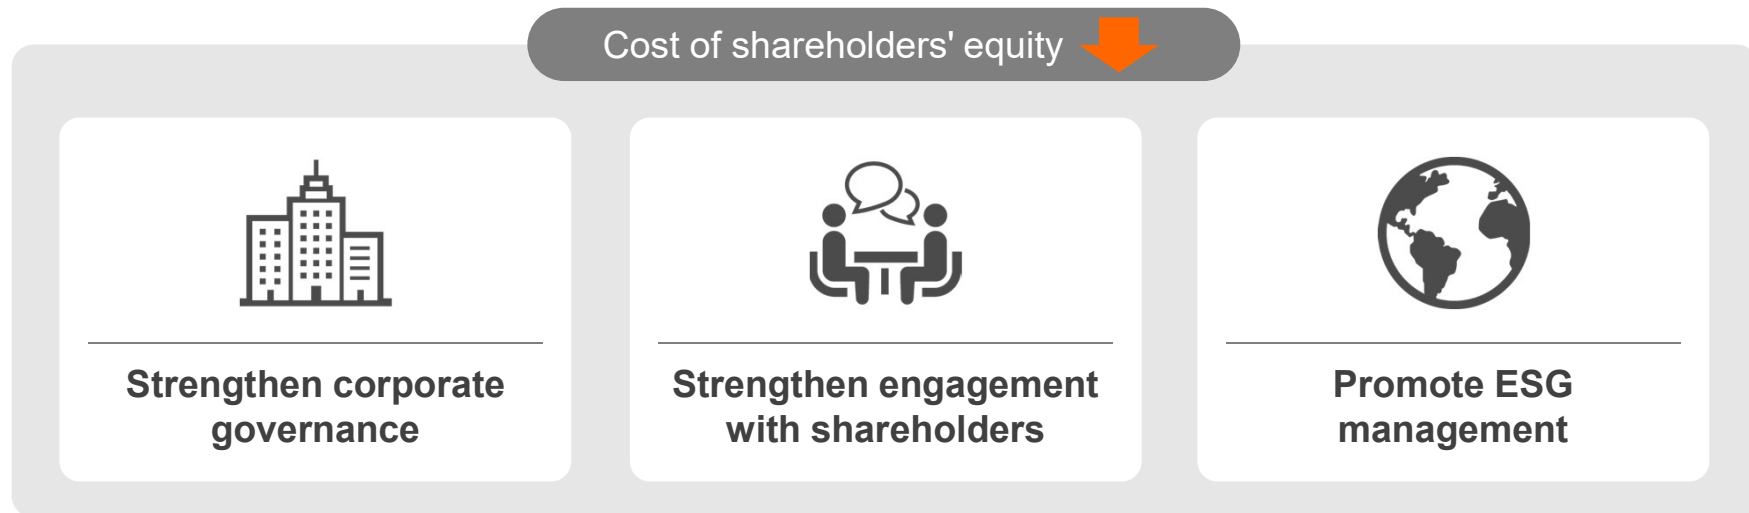 Cost of shareholders' equity
Strengthen corporate
governance
Strengthen engagement
with shareholders
Promote ESG
management